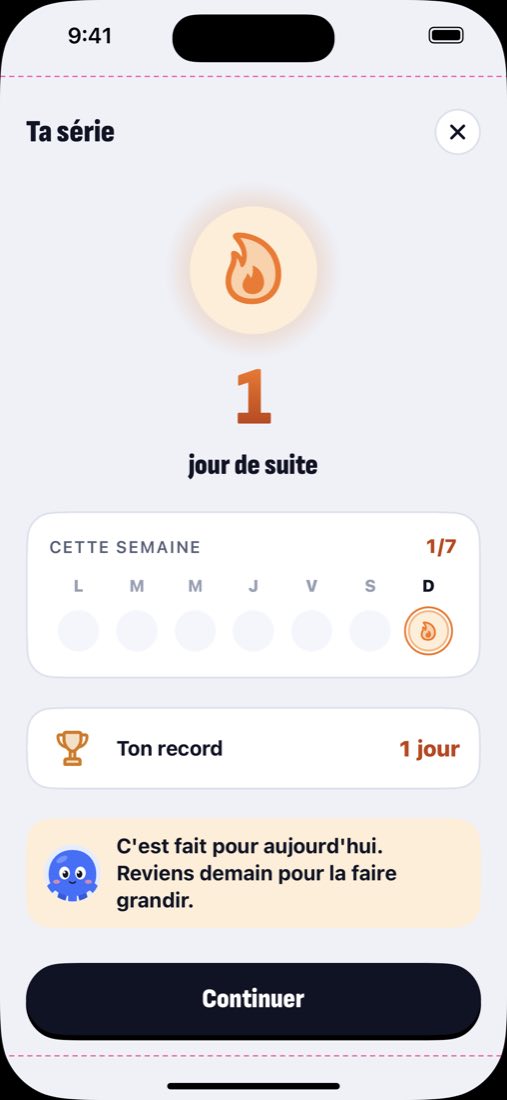 9:41
Ta série
1
jour de suite
CETTE SEMAINE 1/7
L M M J V S D
Ton record 1 jour
C'est fait pour aujourd'hui.
Reviens demain pour la faire
grandir.
Continuer